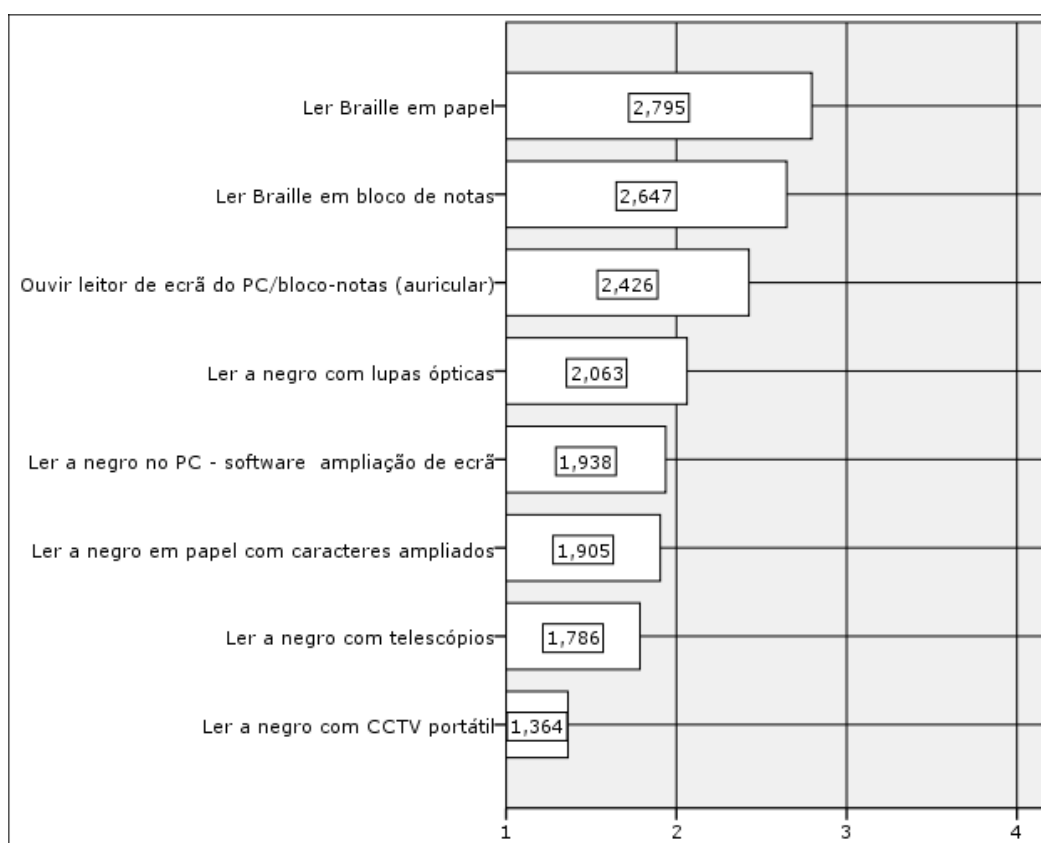 Ler Braille em papel
2,795
Ler Braille em bloco de notas
2,647
Ouvir leitor de ecrã do PC/bloco-notas (auricular)
2,426
Ler a negro com lupas ópticas
2,063
Ler a negro no PC - software  ampliação de ecrã
1,938
Ler a negro em papel com caracteres ampliados
1,905
Ler a negro com telescópios
1,786
Ler a negro com CCTV portátil
1,364
1 2 3 4